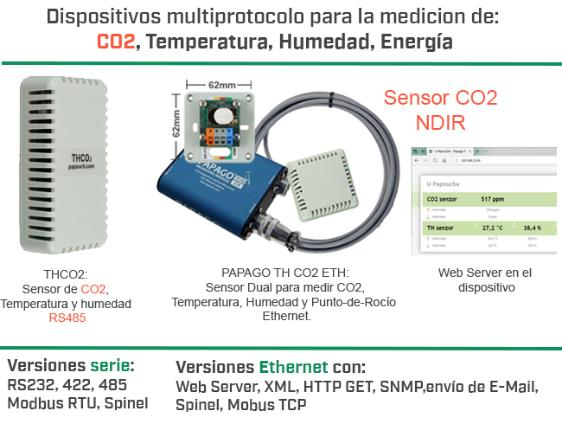 Dispositivos multiprotocolo para la medicion de:
CO2, Temperatura, Humedad, Energía
62mm
62mm
THCO2
papouch.com
PAPAGO
Sensor CO2
NDIR
U Papoucha
CO2 senzor 517 ppm
TH senzor 27,2 °C 38,4 %
THCO2:
Sensor de CO2,
Temperatura y humedad
RS485
PAPAGO TH CO2 ETH:
Sensor Dual para medir CO2,
Temperatura, Humedad y Punto-de-Rocío
Ethernet.
Web Server en el
dispositivo
Versiones serie:
RS232, 422, 485
Modbus RTU, Spinel
Versiones Ethernet con:
Web Server, XML, HTTP GET, SNMP,envío de E-Mail,
Spinel, Mobus TCP